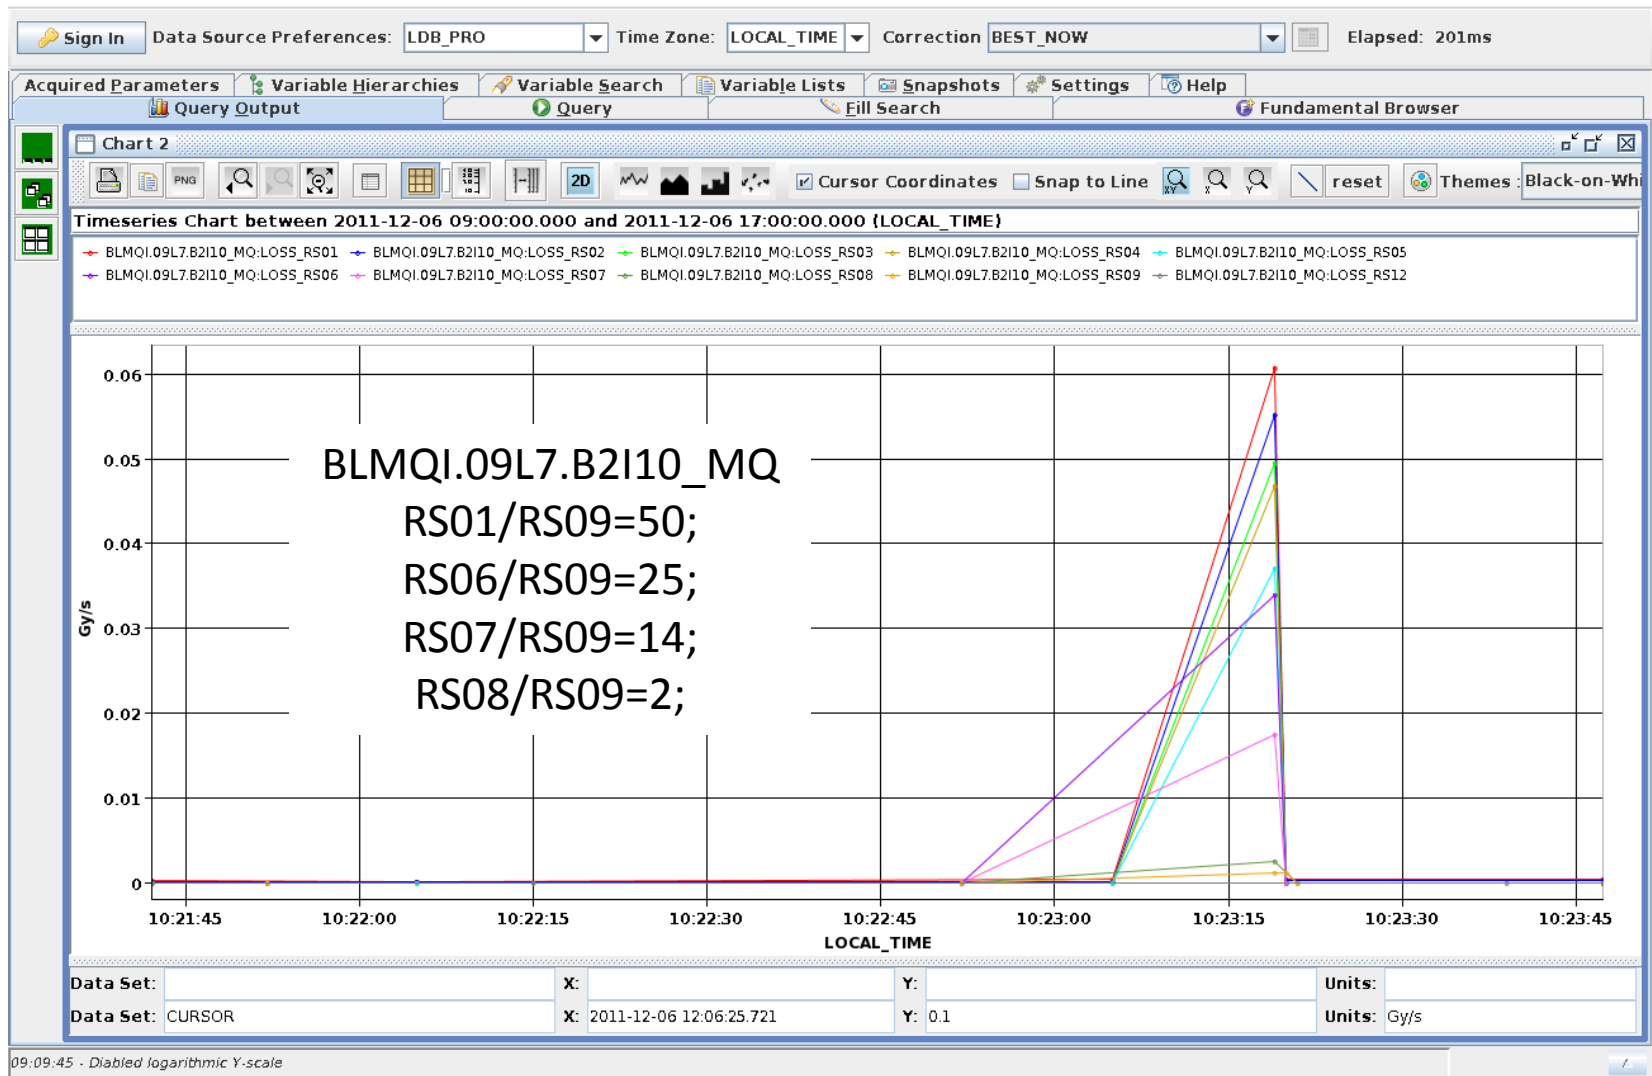 Sign In Data Source Preferences: LDB_PRO Time Zone: LOCAL_TIME Correction BEST_NOW Elapsed: 201ms
Acquired Parameters Variable Hierarchies Variable Search Variable Lists Snapshots Settings Help
Query Output Query Fill Search Fundamental Browser
Chart 2
PNG 2D Cursor Coordinates Snap to Line XY X Y reset Themes : Black-on-Whi
Timeseries Chart between 2011-12-06 09:00:00.000 and 2011-12-06 17:00:00.000 (LOCAL_TIME)
BLMQI.09L7.B2I10_MQ:LOSS_RS01 BLMQI.09L7.B2I10_MQ:LOSS_RS02 BLMQI.09L7.B2I10_MQ:LOSS_RS03 BLMQI.09L7.B2I10_MQ:LOSS_RS04 BLMQI.09L7.B2I10_MQ:LOSS_RS05
BLMQI.09L7.B2I10_MQ:LOSS_RS06 BLMQI.09L7.B2I10_MQ:LOSS_RS07 BLMQI.09L7.B2I10_MQ:LOSS_RS08 BLMQI.09L7.B2I10_MQ:LOSS_RS09 BLMQI.09L7.B2I10_MQ:LOSS_RS12
0.06
0.05
0.04
0.03
0.02
0.01
0
Gy/s
BLMQI.09L7.B2I10_MQ
RS01/RS09=50;
RS06/RS09=25;
RS07/RS09=14;
RS08/RS09=2;
10:21:45 10:22:00 10:22:15 10:22:30 10:22:45 10:23:00 10:23:15 10:23:30 10:23:45
LOCAL_TIME
Data Set: X: Y: Units:
Data Set: CURSOR X: 2011-12-06 12:06:25.721 Y: 0.1 Units: Gy/s
09:09:45 - Diabled logarithmic Y-scale